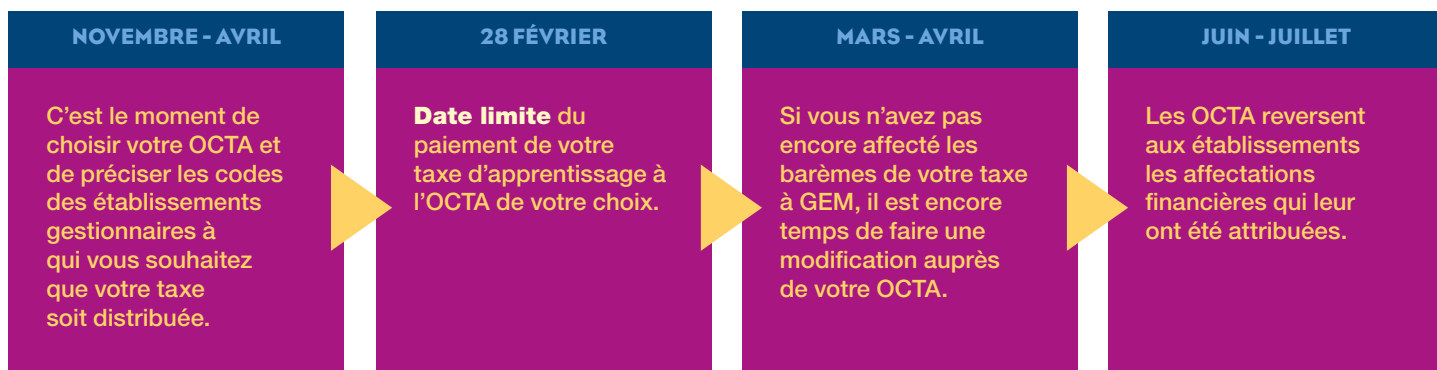 NOVEMBRE - AVRIL
C’est le moment de
choisir votre OCTA et
de préciser les codes
des établissements
gestionnaires à
qui vous souhaitez
que votre taxe
soit distribuée.
28 FÉVRIER
Date limite du
paiement de votre
taxe d’apprentissage à
l’OCTA de votre choix.
MARS - AVRIL
Si vous n’avez pas
encore affecté les
barèmes de votre taxe
à GEM, il est encore
temps de faire une
modification auprès
de votre OCTA.
JUIN - JUILLET
Les OCTA reversent
aux établissements
les affectations
financières qui leur
ont été attribuées.